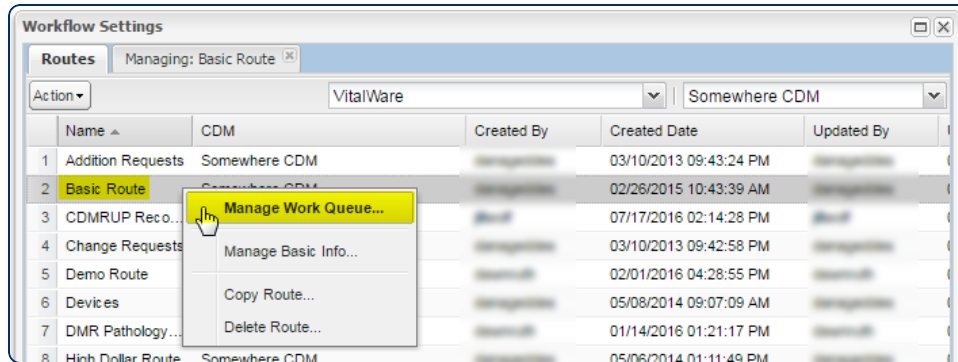 Workflow Settings
Routes Managing: Basic Route
Action VitalWare Somewhere CDM
Name CDM Created By Created Date Updated By
1 Addition Requests Somewhere CDM 03/10/2013 09:43:24 PM
2 Basic Route Somewhere CDM 02/26/2015 10:43:39 AM
Manage Work Queue...
3 CDMRUP Reco... 07/17/2016 02:14:28 PM
4 Change Requests 03/10/2013 09:42:58 PM
Manage Basic Info...
5 Demo Route 02/01/2016 04:28:55 PM
Copy Route...
6 Devices 05/08/2014 09:07:09 AM
Delete Route...
7 DMR Pathology... 01/14/2016 01:21:17 PM
8 High Dollar Route Somewhere CDM 05/06/2014 01:11:49 PM